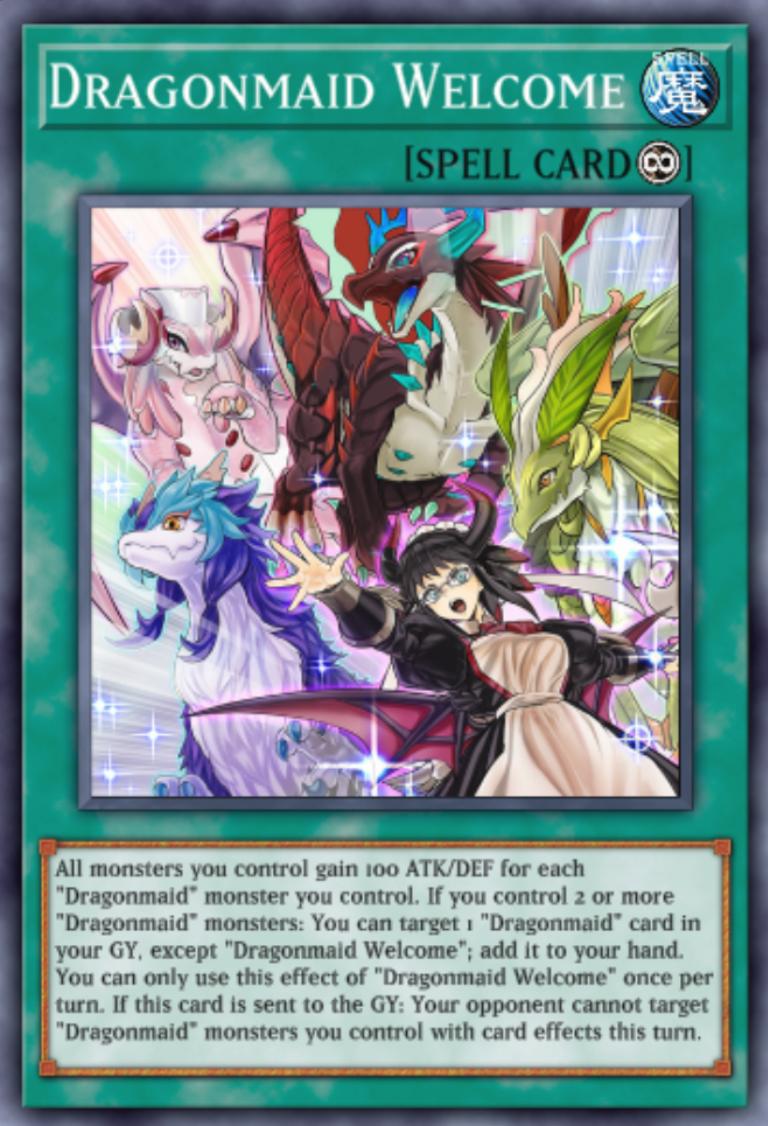 DRAGONMAID WELCOME
SPELL
魔
[SPELL CARD∞]
All monsters you control gain 100 ATK/DEF for each
"Dragonmaid" monster you control. If you control 2 or more
"Dragonmaid" monsters: You can target 1 "Dragonmaid" card in
your GY, except "Dragonmaid Welcome"; add it to your hand.
You can only use this effect of "Dragonmaid Welcome" once per
turn. If this card is sent to the GY: Your opponent cannot target
"Dragonmaid" monsters you control with card effects this turn.